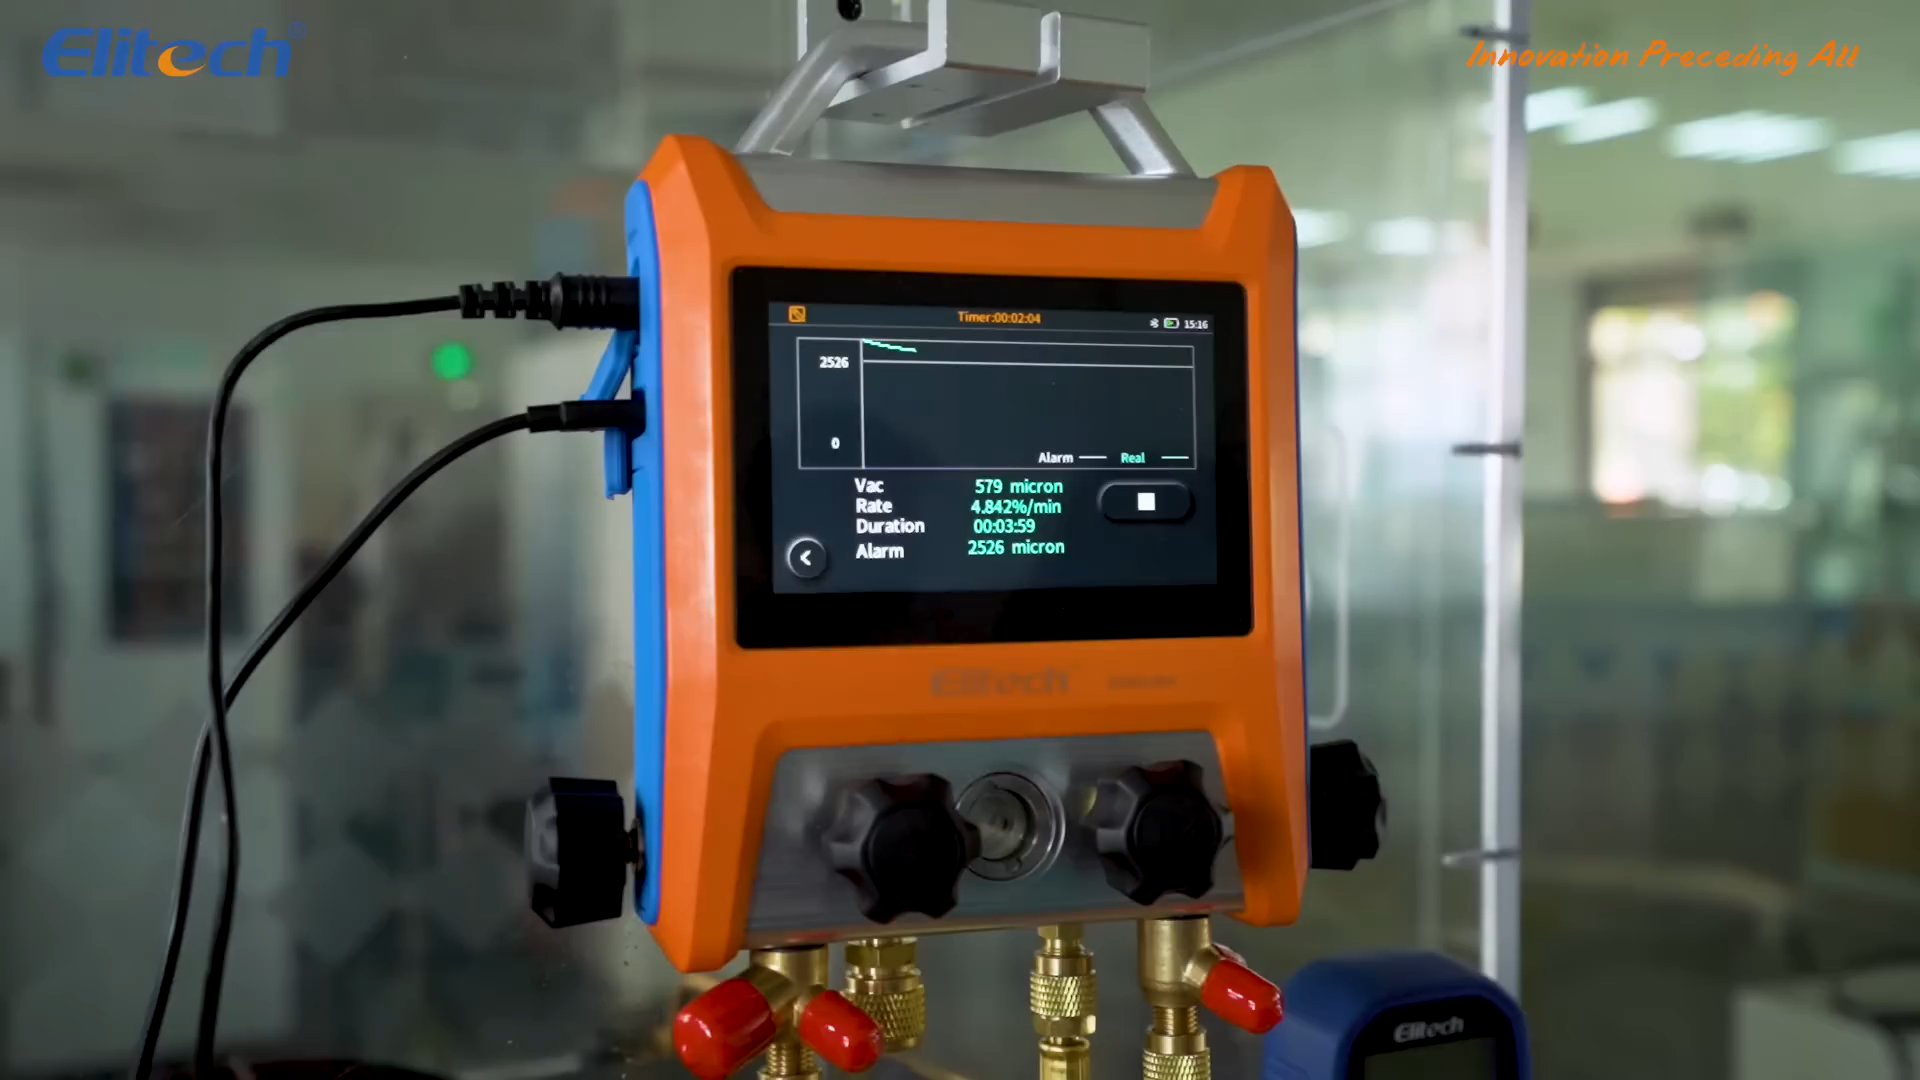 Elitech®
Innovation Preceding All
Timer:00:02:04
15:16
2526
0
Alarm
Real
Vac 579 micron
Rate 4.842%/min
Duration 00:03:59
Alarm 2526 micron
Elitech
Elitech